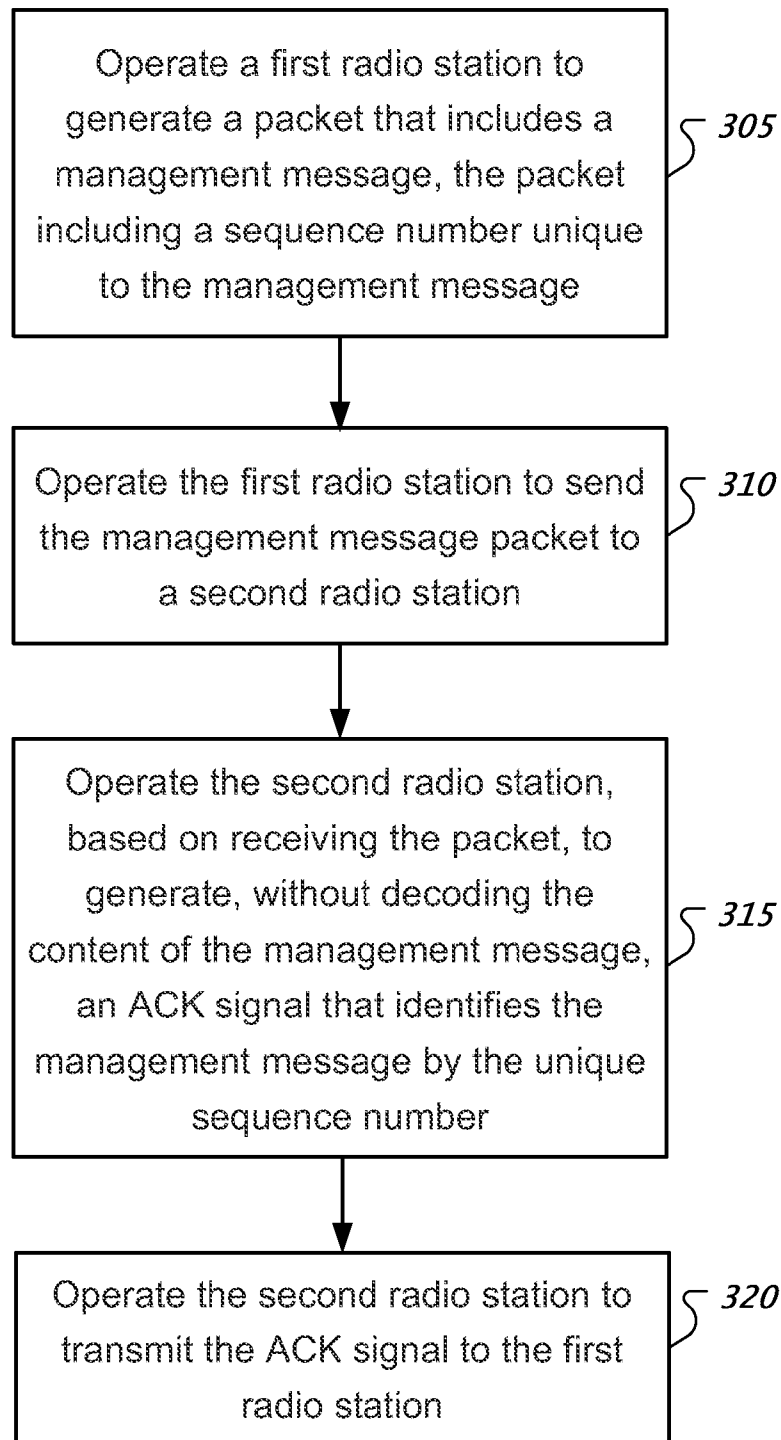 Operate a first radio station to
generate a packet that includes a
management message, the packet
including a sequence number unique
to the management message
305
Operate the first radio station to send
the management message packet to
a second radio station
310
Operate the second radio station,
based on receiving the packet, to
generate, without decoding the
content of the management message,
an ACK signal that identifies the
management message by the unique
sequence number
315
Operate the second radio station to
transmit the ACK signal to the first
radio station
320